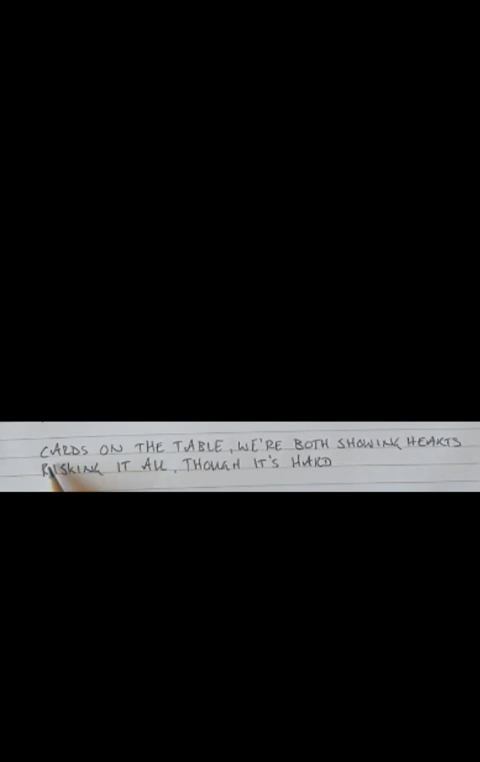 CARDS ON THE TABLE, WE'RE BOTH SHOWING HEARTS
RISKING IT ALL, THOUGH IT'S HARD